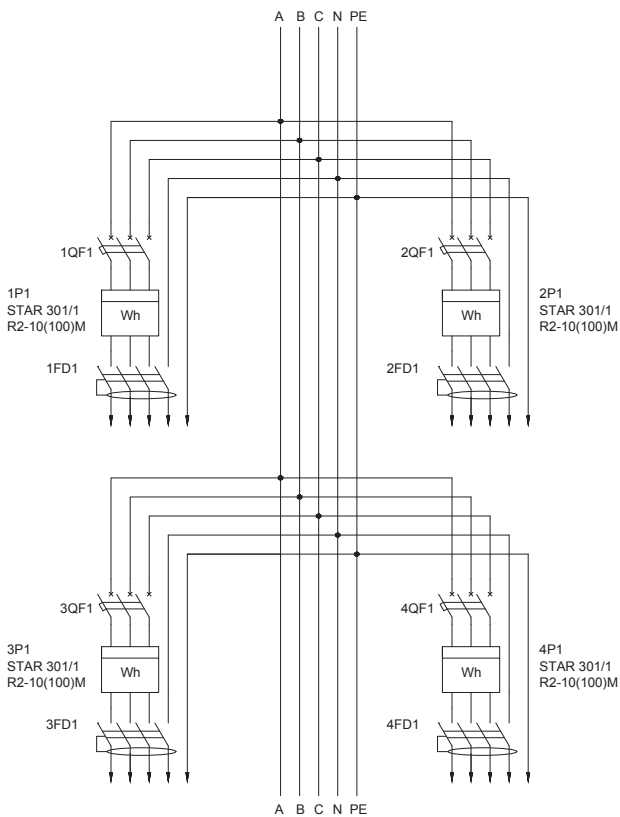 A B C N PE
1QF1
2QF1
1P1
STAR 301/1
R2-10(100)M
Wh
Wh
2P1
STAR 301/1
R2-10(100)M
1FD1
2FD1
3QF1
4QF1
3P1
STAR 301/1
R2-10(100)M
Wh
Wh
4P1
STAR 301/1
R2-10(100)M
3FD1
4FD1
A B C N PE